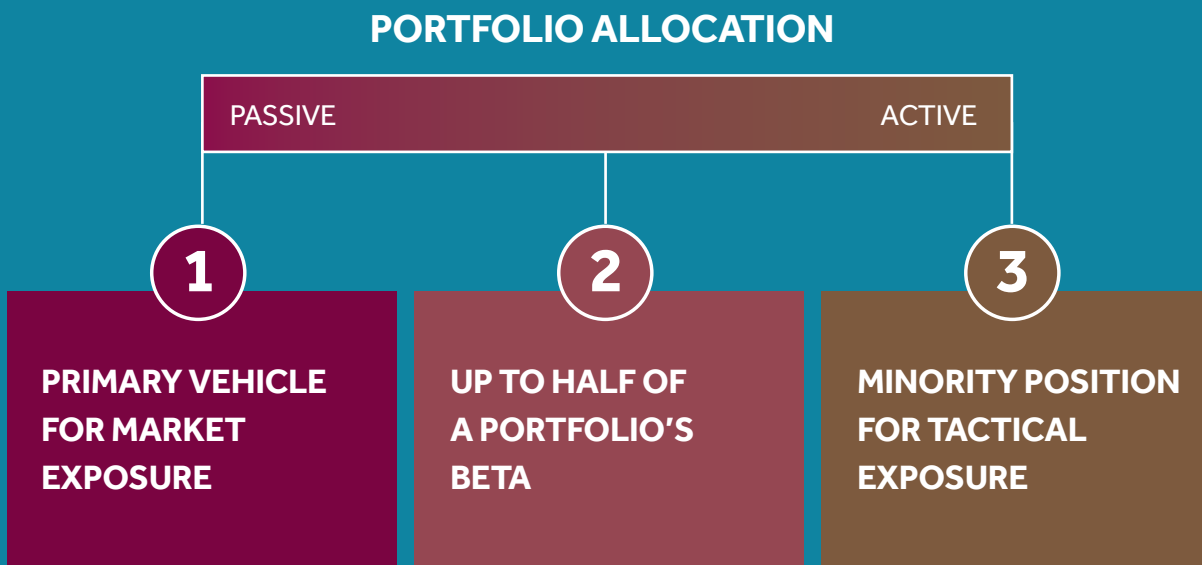 PORTFOLIO ALLOCATION
PASSIVE
ACTIVE
1
2
3
PRIMARY VEHICLE
FOR MARKET
EXPOSURE
UP TO HALF OF
A PORTFOLIO’S
BETA
MINORITY POSITION
FOR TACTICAL
EXPOSURE